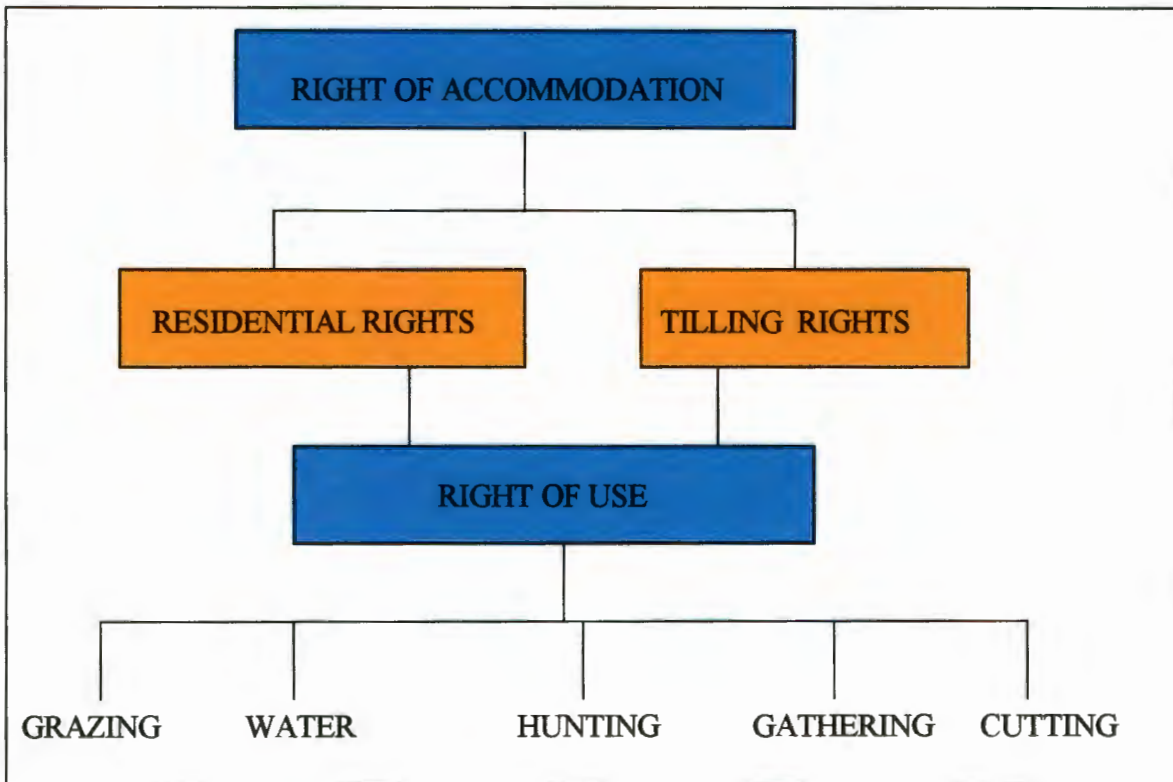 RIGHT OF ACCOMMODATION
RESIDENTIAL RIGHTS TILLING RIGHTS
RIGHT OF USE
GRAZING WATER HUNTING GATHERING CUTTING